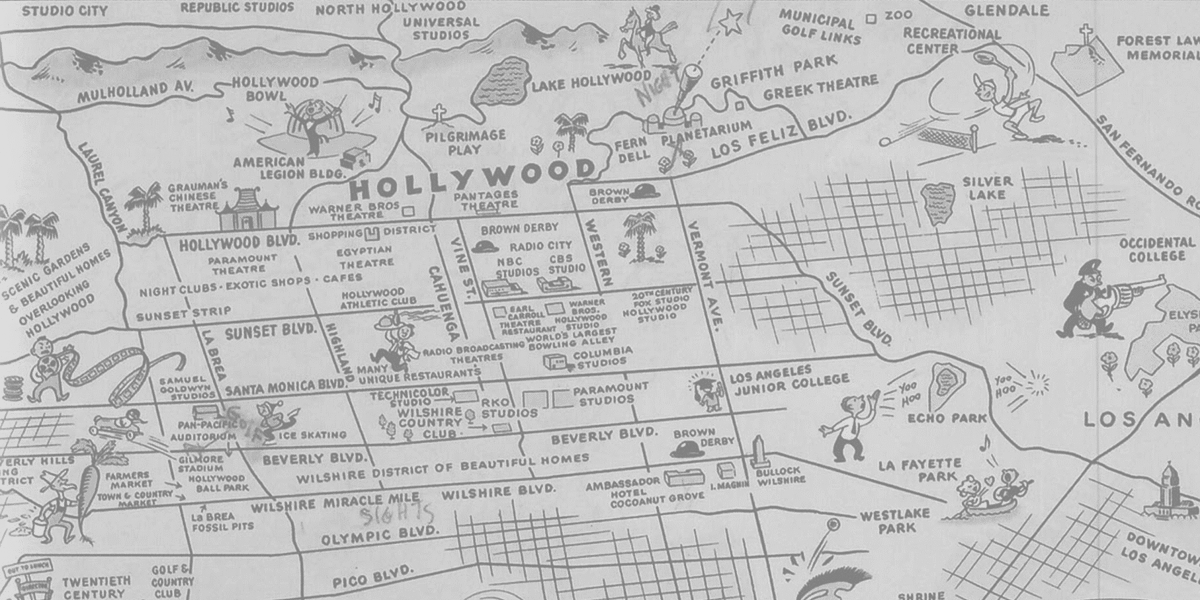 STUDIO CITY
REPUBLIC STUDIOS
NORTH HOLLYWOOD
UNIVERSAL
STUDIOS
MUNICIPAL
GOLF LINKS
ZOO
GLENDALE
RECREATIONAL
CENTER
FOREST LAW
MEMORIAL
MULHOLLAND AV.
HOLLYWOOD
BOWL
LAKE HOLLYWOOD
NIGHT
GRIFFITH PARK
GREEK THEATRE
PILGRIMAGE
PLAY
FERN
DELL
PLANETARIUM
LOS FELIZ BLVD.
SAN FERNANDO RO
LAUREL CANYON
AMERICAN
LEGION BLDG.
HOLLYWOOD
GRAUMAN'S
CHINESE
THEATRE
WARNER BROS
THEATRE
PANTAGES
THEATRE
BROWN
DERBY
SILVER
LAKE
SCENIC GARDENS
& BEAUTIFUL HOMES
OVERLOOKING
HOLLYWOOD
HOLLYWOOD BLVD.
SHOPPING DISTRICT
PARAMOUNT
THEATRE
EGYPTIAN
THEATRE
VINE ST.
BROWN DERBY
RADIO CITY
NBC
STUDIOS
CBS
STUDIO
WESTERN
VERMONT AVE.
OCCIDENTAL
COLLEGE
NIGHT CLUBS - EXOTIC SHOPS - CAFES
HOLLYWOOD
ATHLETIC CLUB
CAHUENGA
SUNSET STRIP
SUNSET BLVD.
EARL
CARROLL
THEATRE
RESTAURANT
WARNER
BROS.
HOLLYWOOD
STUDIO
20TH CENTURY
FOX STUDIO
HOLLYWOOD
STUDIO
WORLD'S LARGEST
BOWLING ALLEY
SUNSET BLVD.
ELYS
PA
LA BREA
HIGHLAND
RADIO BROADCASTING
THEATRES
MANY
UNIQUE RESTAURANTS
COLUMBIA
STUDIOS
SAMUEL
GOLDWYN
STUDIOS
SANTA MONICA BLVD
TECHNICOLOR
STUDIO
RKO
STUDIOS
PARAMOUNT
STUDIOS
LOS ANGELES
JUNIOR COLLEGE
YOO
HOO
YOO
HOO
ECHO PARK
LOS AN
PAN-PACIFIC
AUDITORIUM
GOLF
ICE SKATING
WILSHIRE
COUNTRY
CLUB
BEVERLY BLVD.
BEVERLY BLVD.
BROWN
DERBY
VERLY HILLS
NG
TRICT
FARMERS
MARKET
TOWN & COUNTRY
MARKET
GILMORE
STADIUM
HOLLYWOOD
BALL PARK
WILSHIRE DISTRICT OF BEAUTIFUL HOMES
WILSHIRE MIRACLE MILE
WILSHIRE BLVD.
AMBASSADOR
HOTEL
COCOANUT GROVE
I. MAGNIN
BULLOCK
WILSHIRE
LA FAYETTE
PARK
LA BREA
FOSSIL PITS
SIGHTS
WESTLAKE
PARK
OLYMPIC BLVD.
DOWNTOW
LOS ANGEL
OUT TO LUNCH
DIRECTOR
TWENTIETH
CENTURY
GOLF &
COUNTRY
CLUB
PICO BLVD.
SHRINE